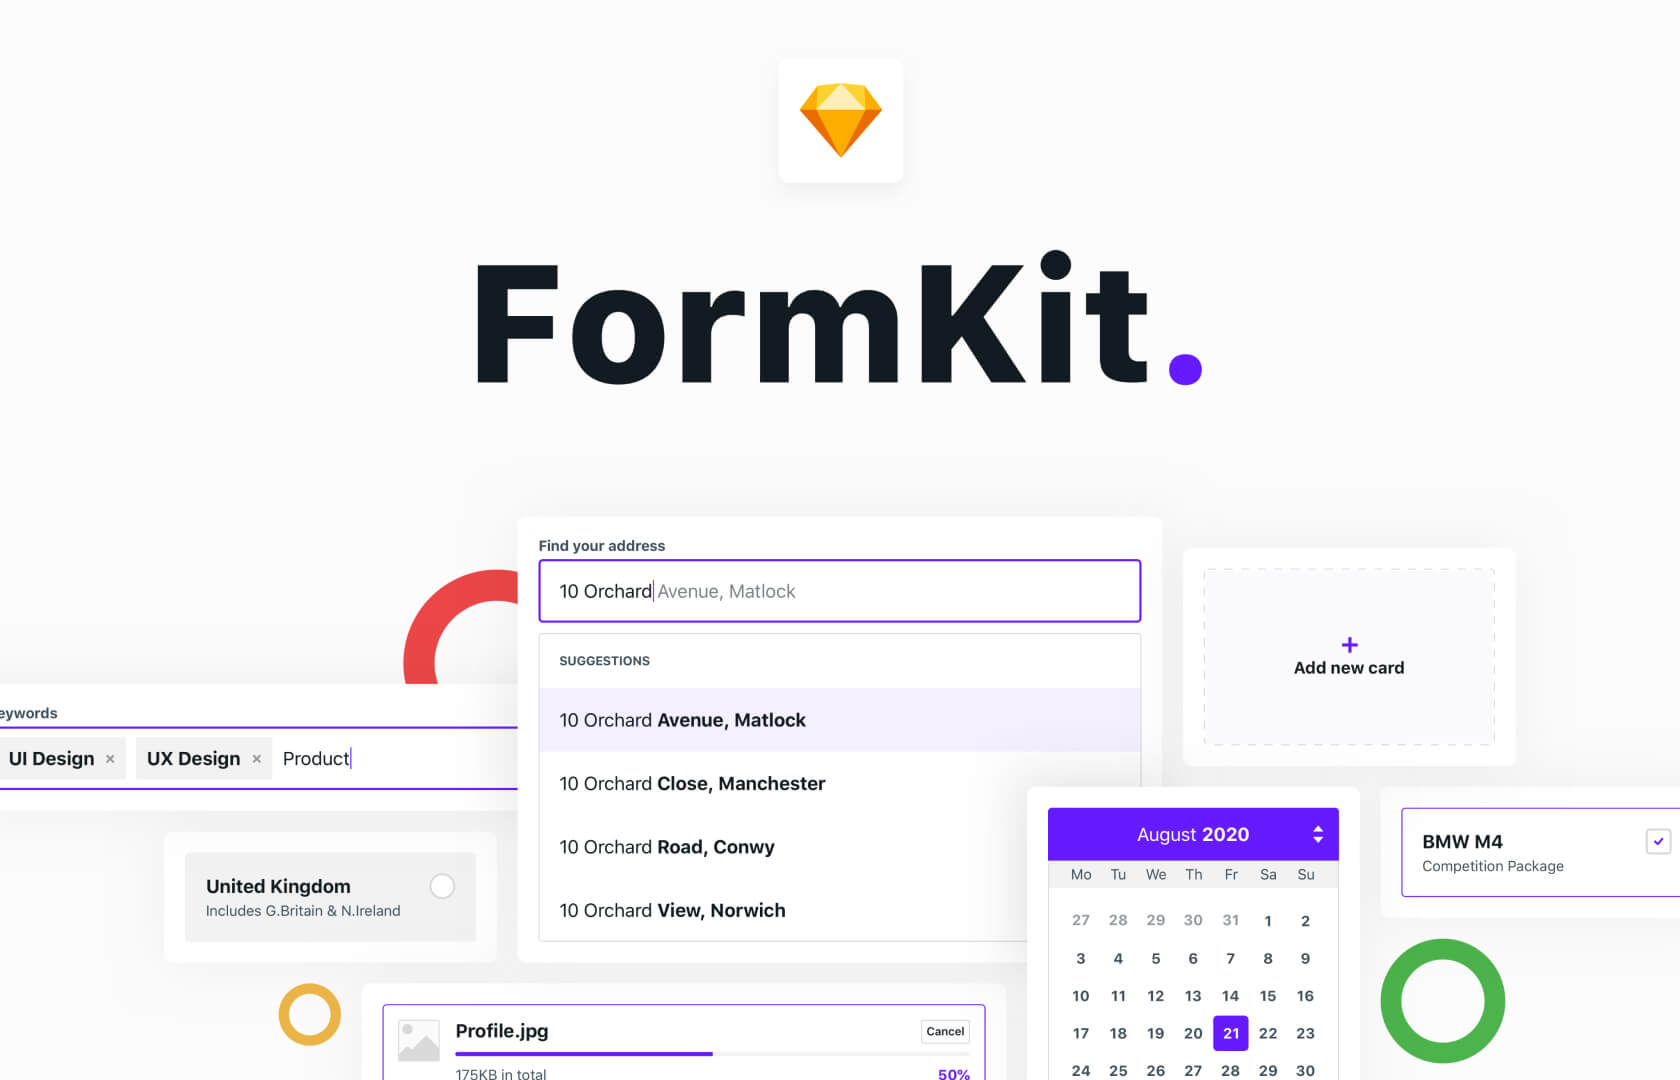 FormKit.
Find your address
10 Orchard Avenue, Matlock
SUGGESTIONS
10 Orchard Avenue, Matlock
10 Orchard Close, Manchester
10 Orchard Road, Conwy
10 Orchard View, Norwich
+
Add new card
eywords
UI Design × UX Design × Product
United Kingdom
Includes G.Britain & N.Ireland
August 2020
Mo Tu We Th Fr Sa Su
27 28 29 30 31 1 2
3 4 5 6 7 8 9
10 11 12 13 14 15 16
17 18 19 20 21 22 23
24 25 26 27 28 29 30
BMW M4
Competition Package
Profile.jpg
Cancel
175KB in total
50%